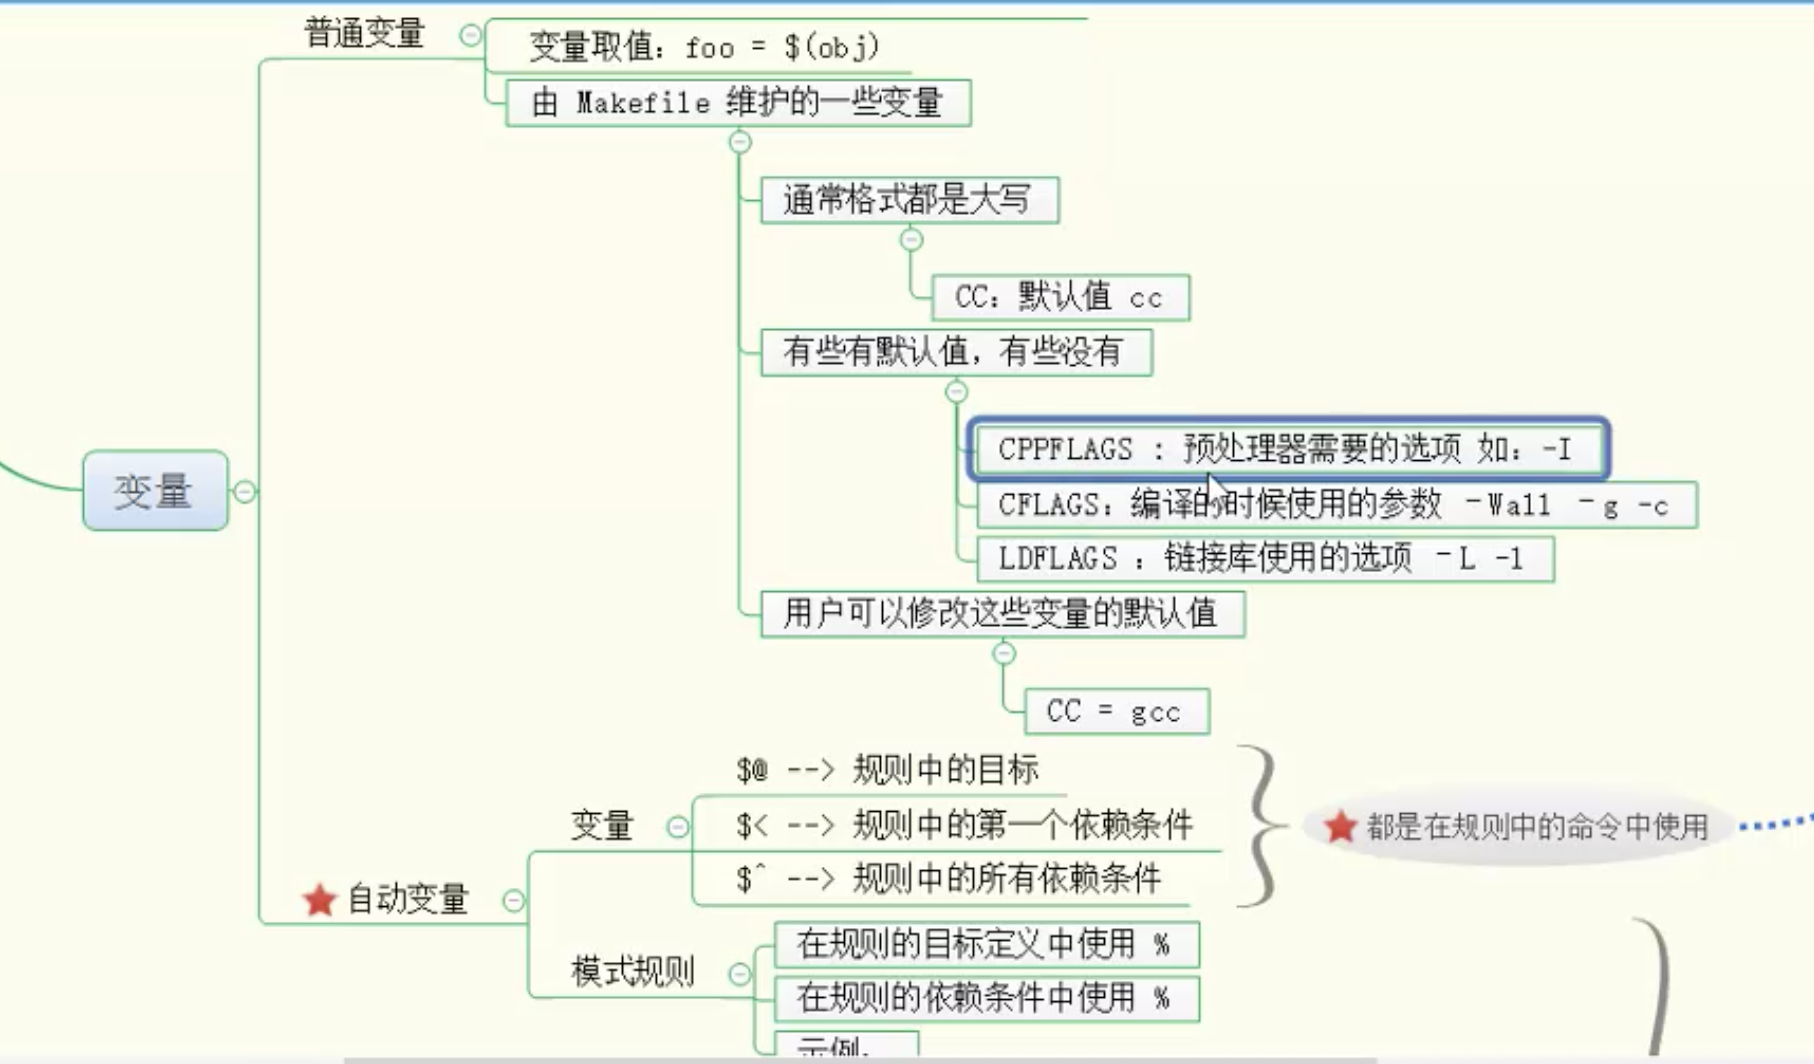 普通变量
变量取值：foo = $(obj)
由 Makefile 维护的一些变量
通常格式都是大写
CC：默认值 cc
有些有默认值，有些没有
CPPFLAGS : 预处理器需要的选项 如：-I
CFLAGS：编译的时候使用的参数 -Wall -g -c
LDFLAGS ：链接库使用的选项 -L -l
用户可以修改这些变量的默认值
CC = gcc
变量
$@ --> 规则中的目标
变量
$< --> 规则中的第一个依赖条件
$^ --> 规则中的所有依赖条件
都是在规则中的命令中使用
自动变量
模式规则
在规则的目标定义中使用 %
在规则的依赖条件中使用 %
示例：